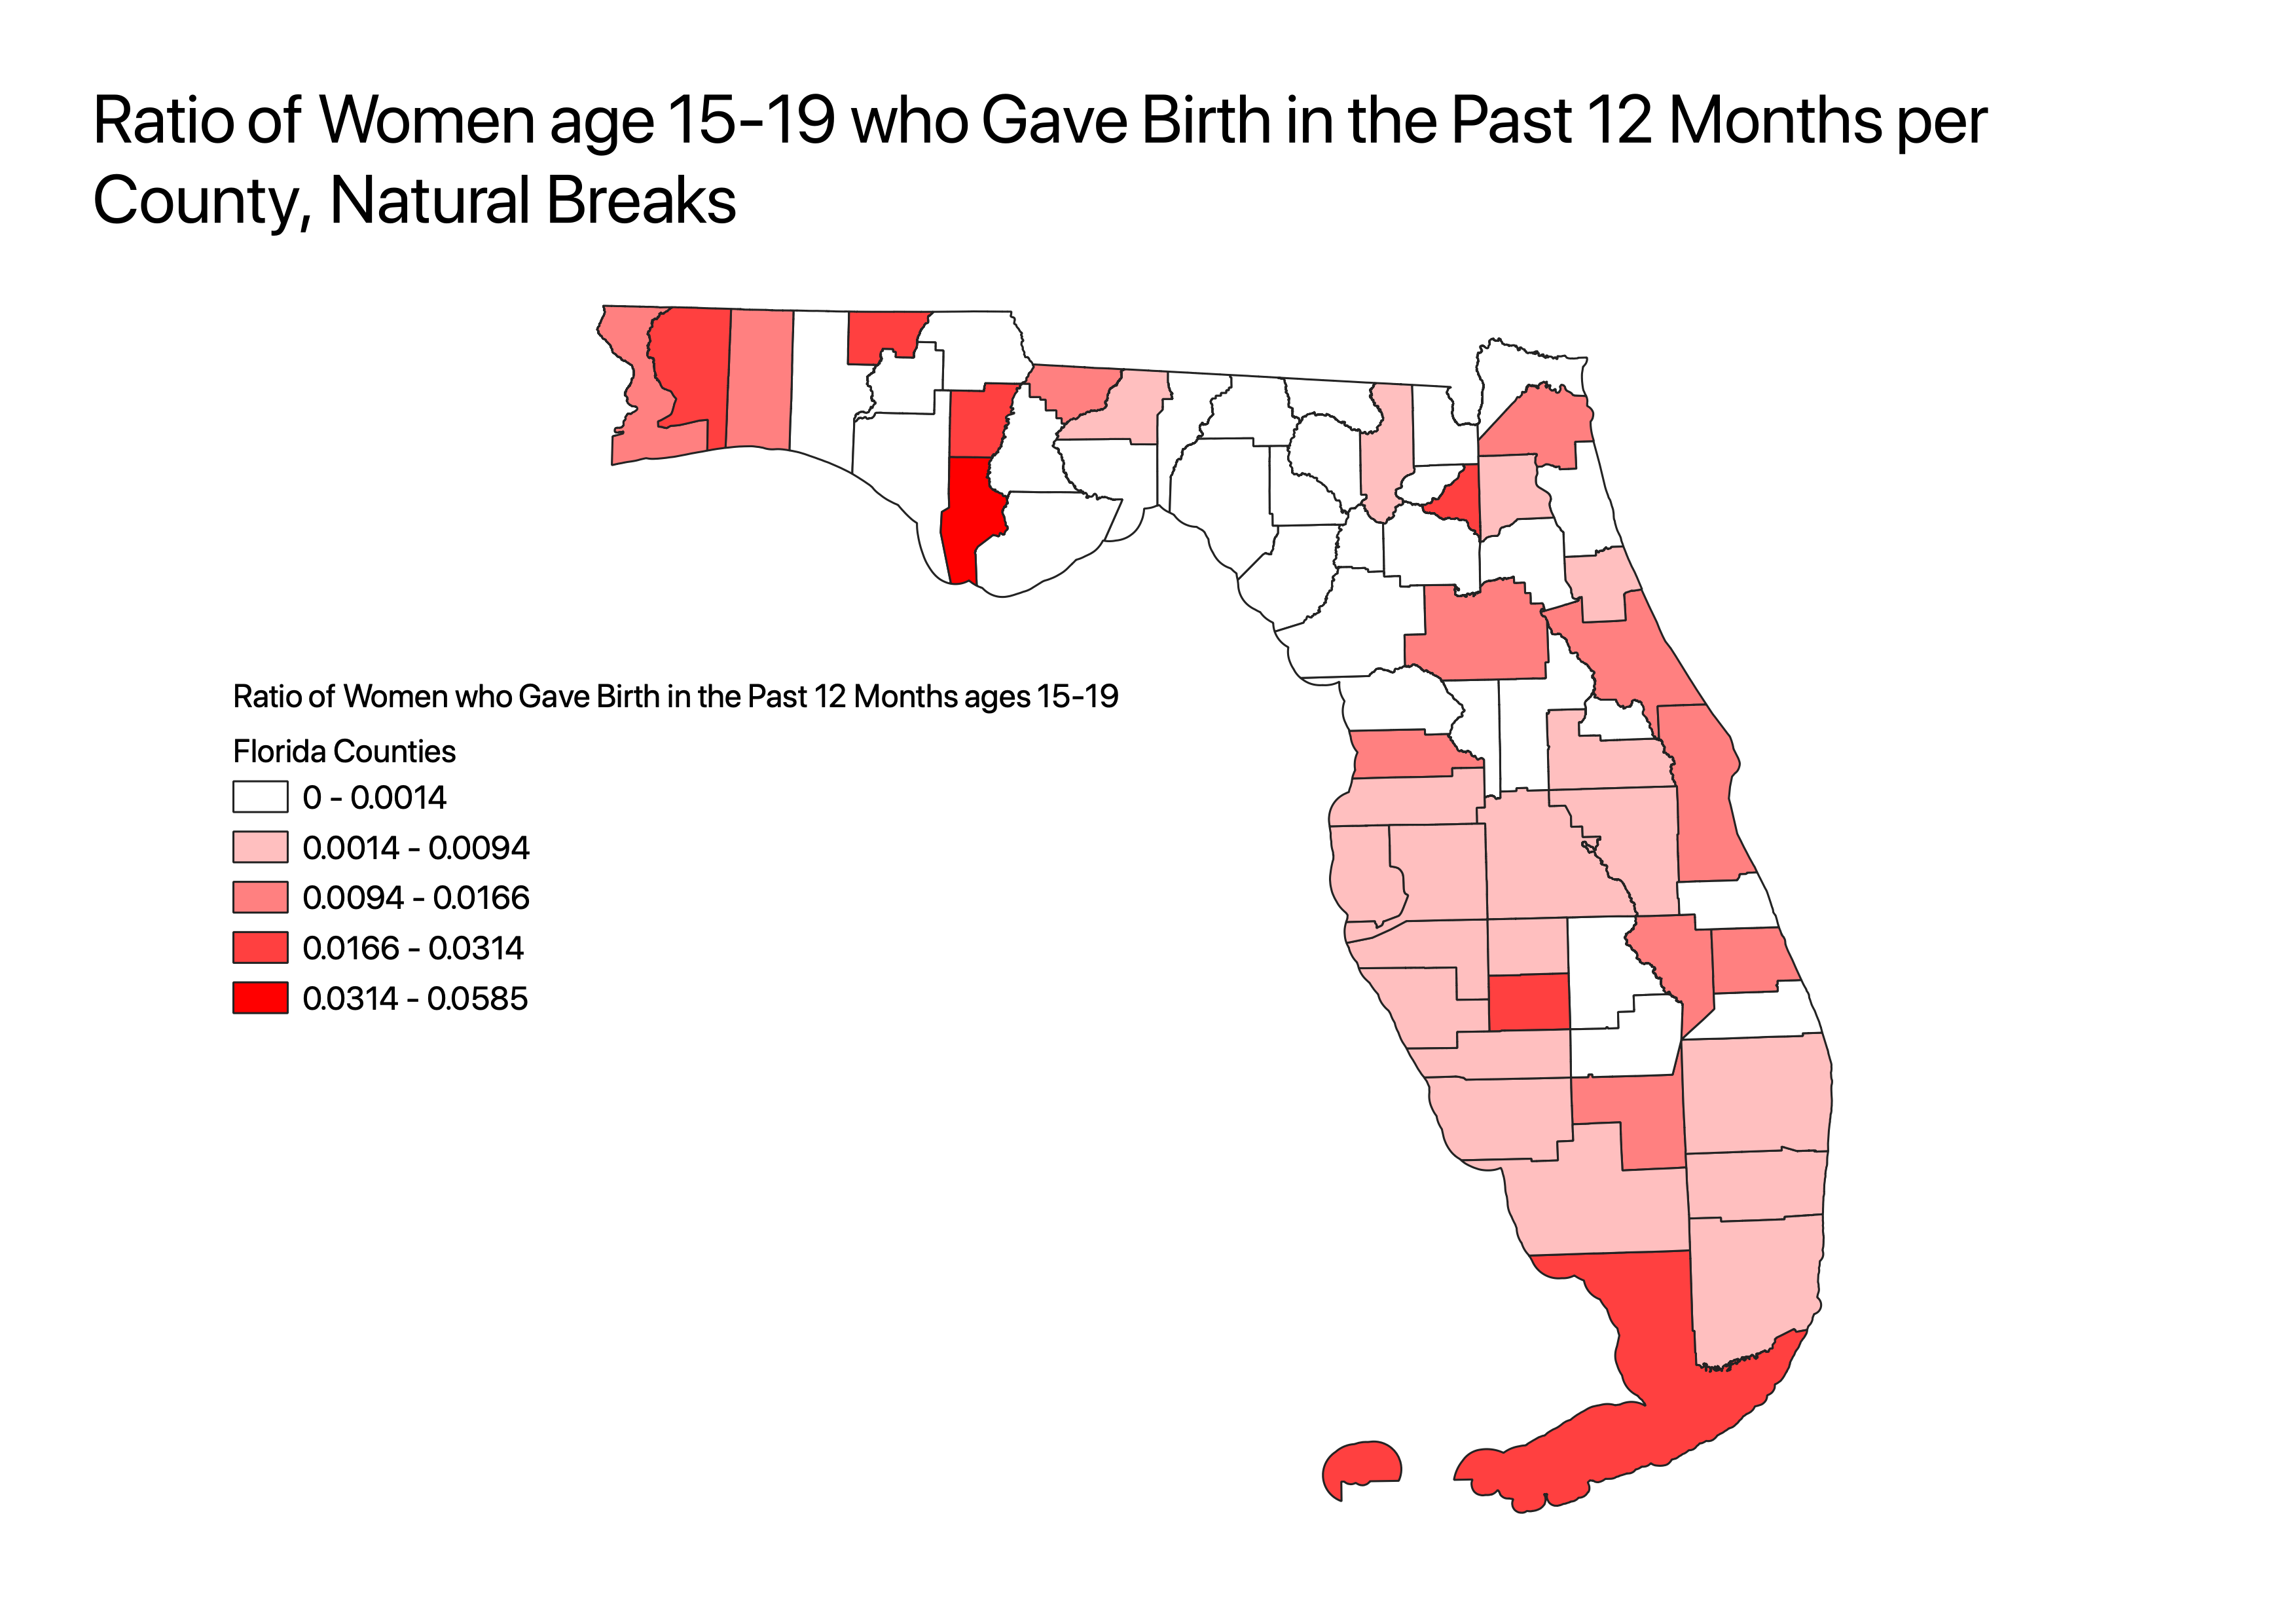 Ratio of Women age 15-19 who Gave Birth in the Past 12 Months per
County, Natural Breaks
Ratio of Women who Gave Birth in the Past 12 Months ages 15-19
Florida Counties
0 - 0.0014
0.0014 - 0.0094
0.0094 - 0.0166
0.0166 - 0.0314
0.0314 - 0.0585